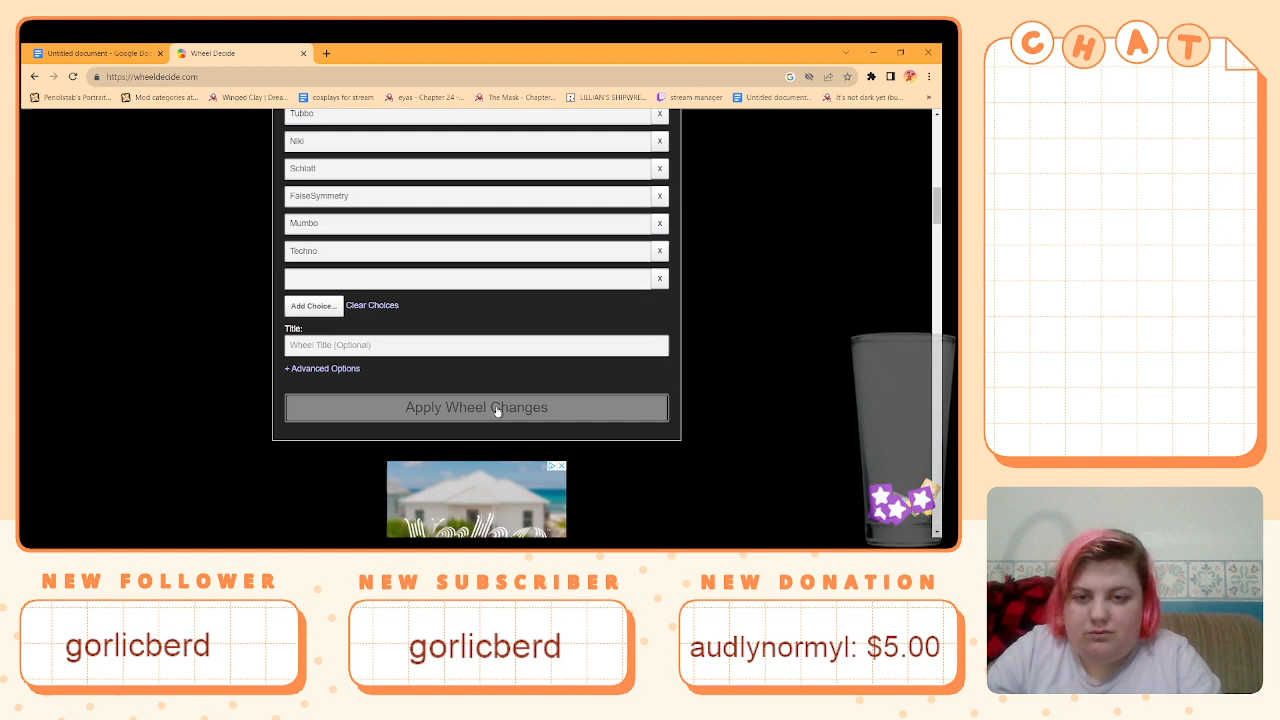 Untitled document - Google Doc
Wheel Decide
https://wheeldecide.com
Pencilstab's Portrait...
Mod categories at...
Winged Clay | Drea...
cosplays for stream
eyas - Chapter 24 -...
The Mask - Chapter...
LILLIAN'S SHIPWRE...
stream manager
Untitled document...
It's not dark yet (bu...
»
Tubbo
x
Niki
x
Schlatt
x
FalseSymmetry
x
Mumbo
x
Techno
x
x
Add Choice...
Clear Choices
Title:
Wheel Title (Optional)
+ Advanced Options
Apply Wheel Changes
CHAT
NEW FOLLOWER
NEW SUBSCRIBER
NEW DONATION
gorlicberd
gorlicberd
audlynormyl: $5.00